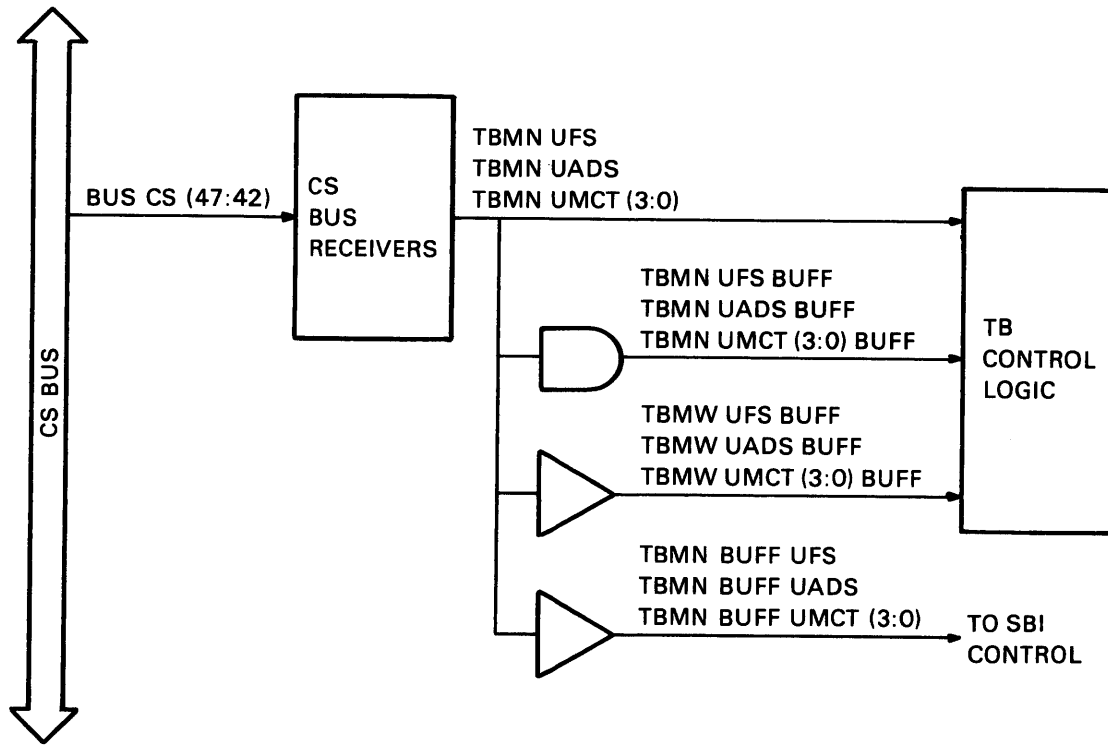 CS BUS
BUS CS (47:42)
CS
BUS
RECEIVERS
TBMN UFS
TBMN UADS
TBMN UMCT (3:0)
TBMN UFS BUFF
TBMN UADS BUFF
TBMN UMCT (3:0) BUFF
TBMW UFS BUFF
TBMW UADS BUFF
TBMW UMCT (3:0) BUFF
TBMN BUFF UFS
TBMN BUFF UADS
TBMN BUFF UMCT (3:0)
TB
CONTROL
LOGIC
TO SBI
CONTROL